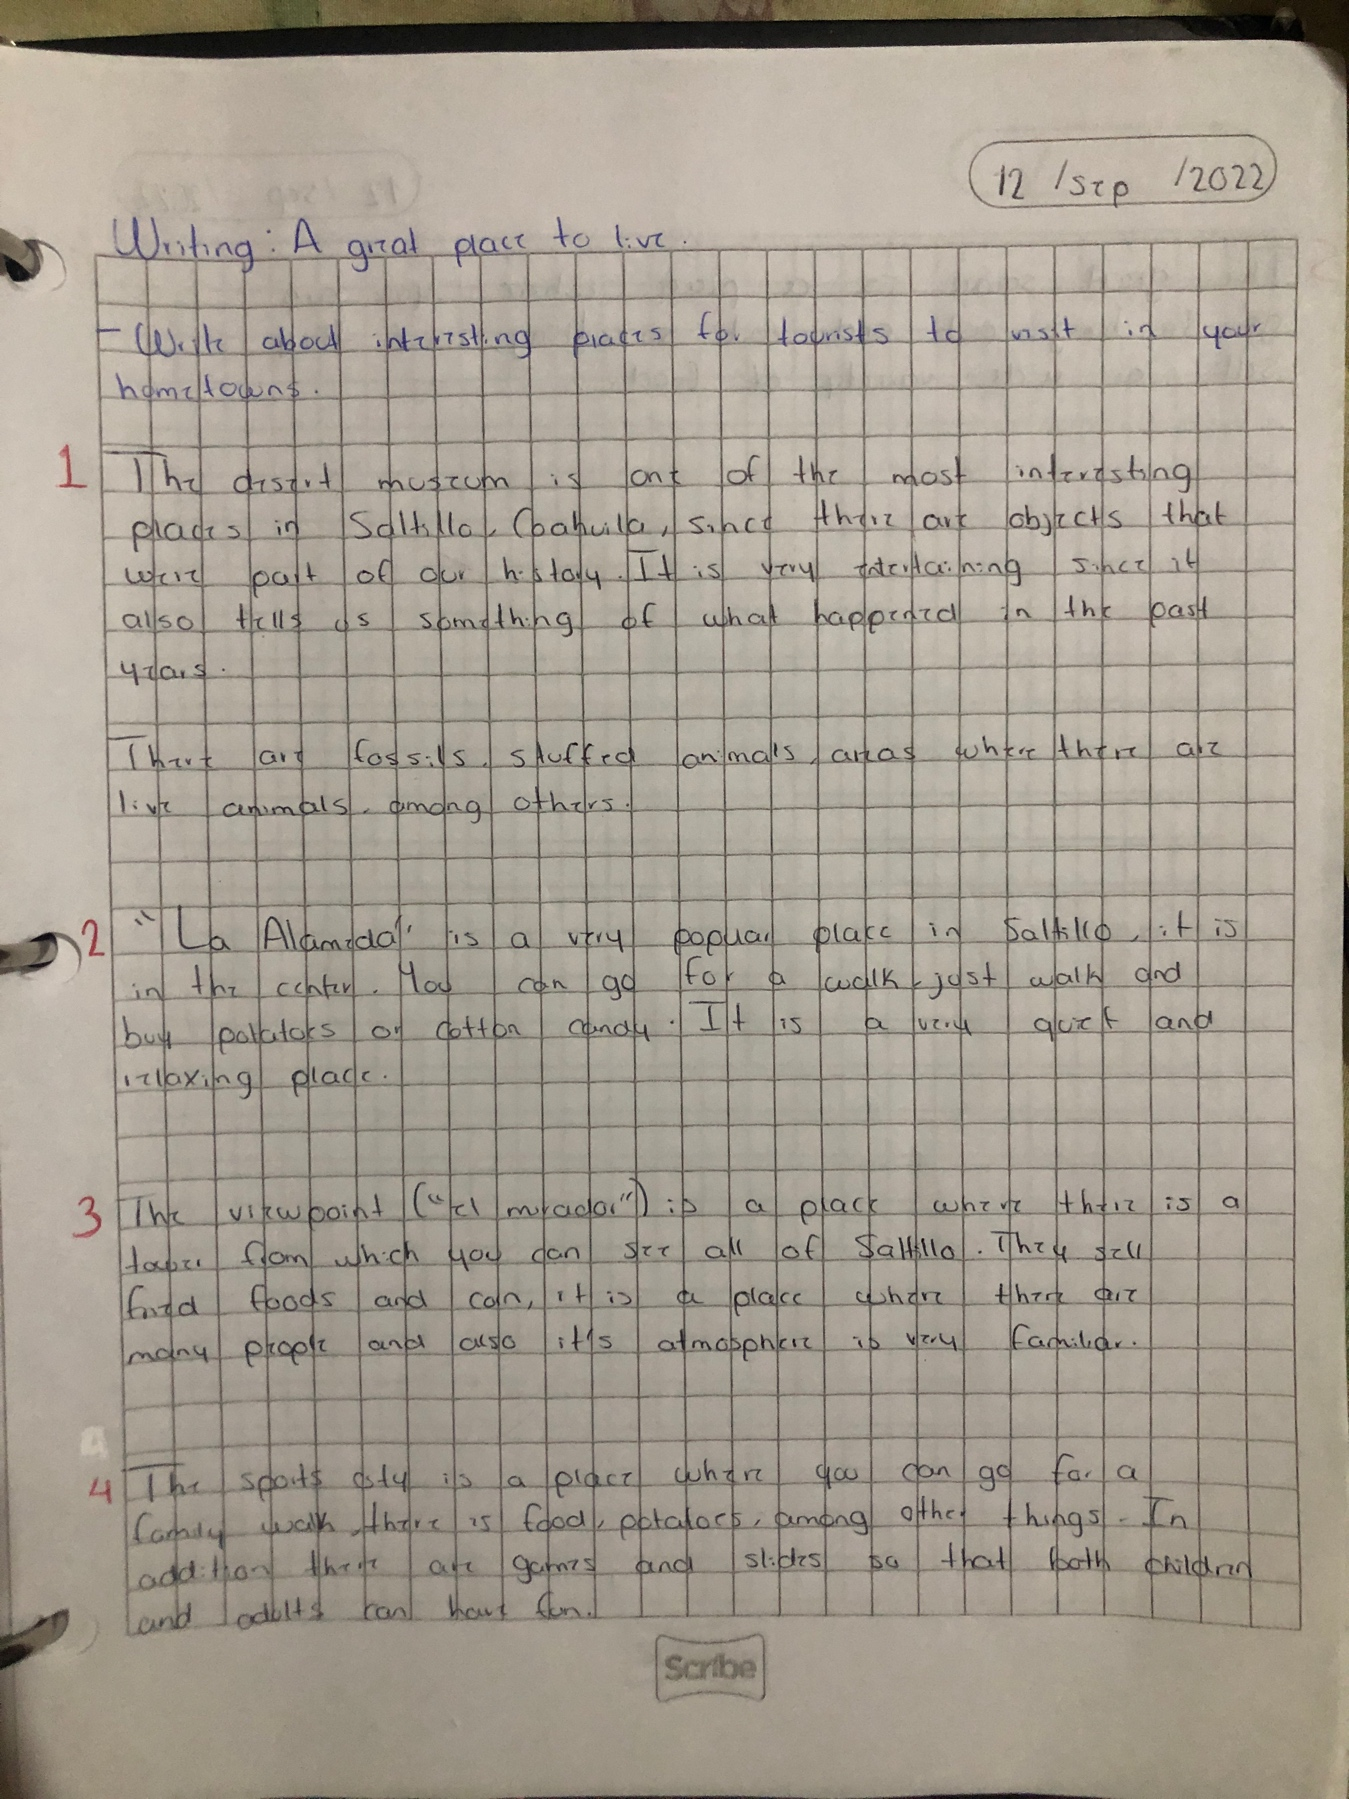 12 / Sep / 2022
Writing: A great place to live.
- Write about interesting places for tourists to visit in your
hometowns.
1 The desert museum is one of the most interesting
places in Saltillo, Coahuila, since there are objects that
were part of our history. It is very entertaining since it
also tells us something of what happened in the past
years.
There are fossils, stuffed animals, areas where there are
live animals, among others.
2 "La Alameda" is a very popular place in Saltillo, it is
in the center. You can go for a walk, just walk and
buy potatoes or cotton candy. It is a very quiet and
relaxing place.
3 The viewpoint ("el mirador") is a place where there is a
tower from which you can see all of Saltillo. They sell
fried foods and corn, it is a place where there are
many people and also it's atmosphere is very familiar.
4 The sports city is a place where you can go for a
family walk, there is food, potatoes, among other things. In
addition there are games and slides so that both children
and adults can have fun.
Scribe